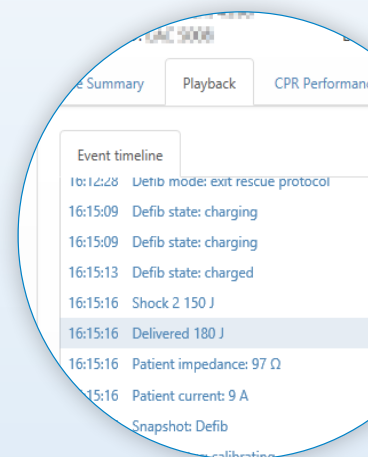 Summary
Playback
CPR Performanc
Event timeline
16:12:28 Defib mode: exit rescue protocol
16:15:09 Defib state: charging
16:15:09 Defib state: charging
16:15:13 Defib state: charged
16:15:16 Shock 2 150 J
16:15:16 Delivered 180 J
16:15:16 Patient impedance: 97 Ω
15:16 Patient current: 9 A
Snapshot: Defib
calibrating